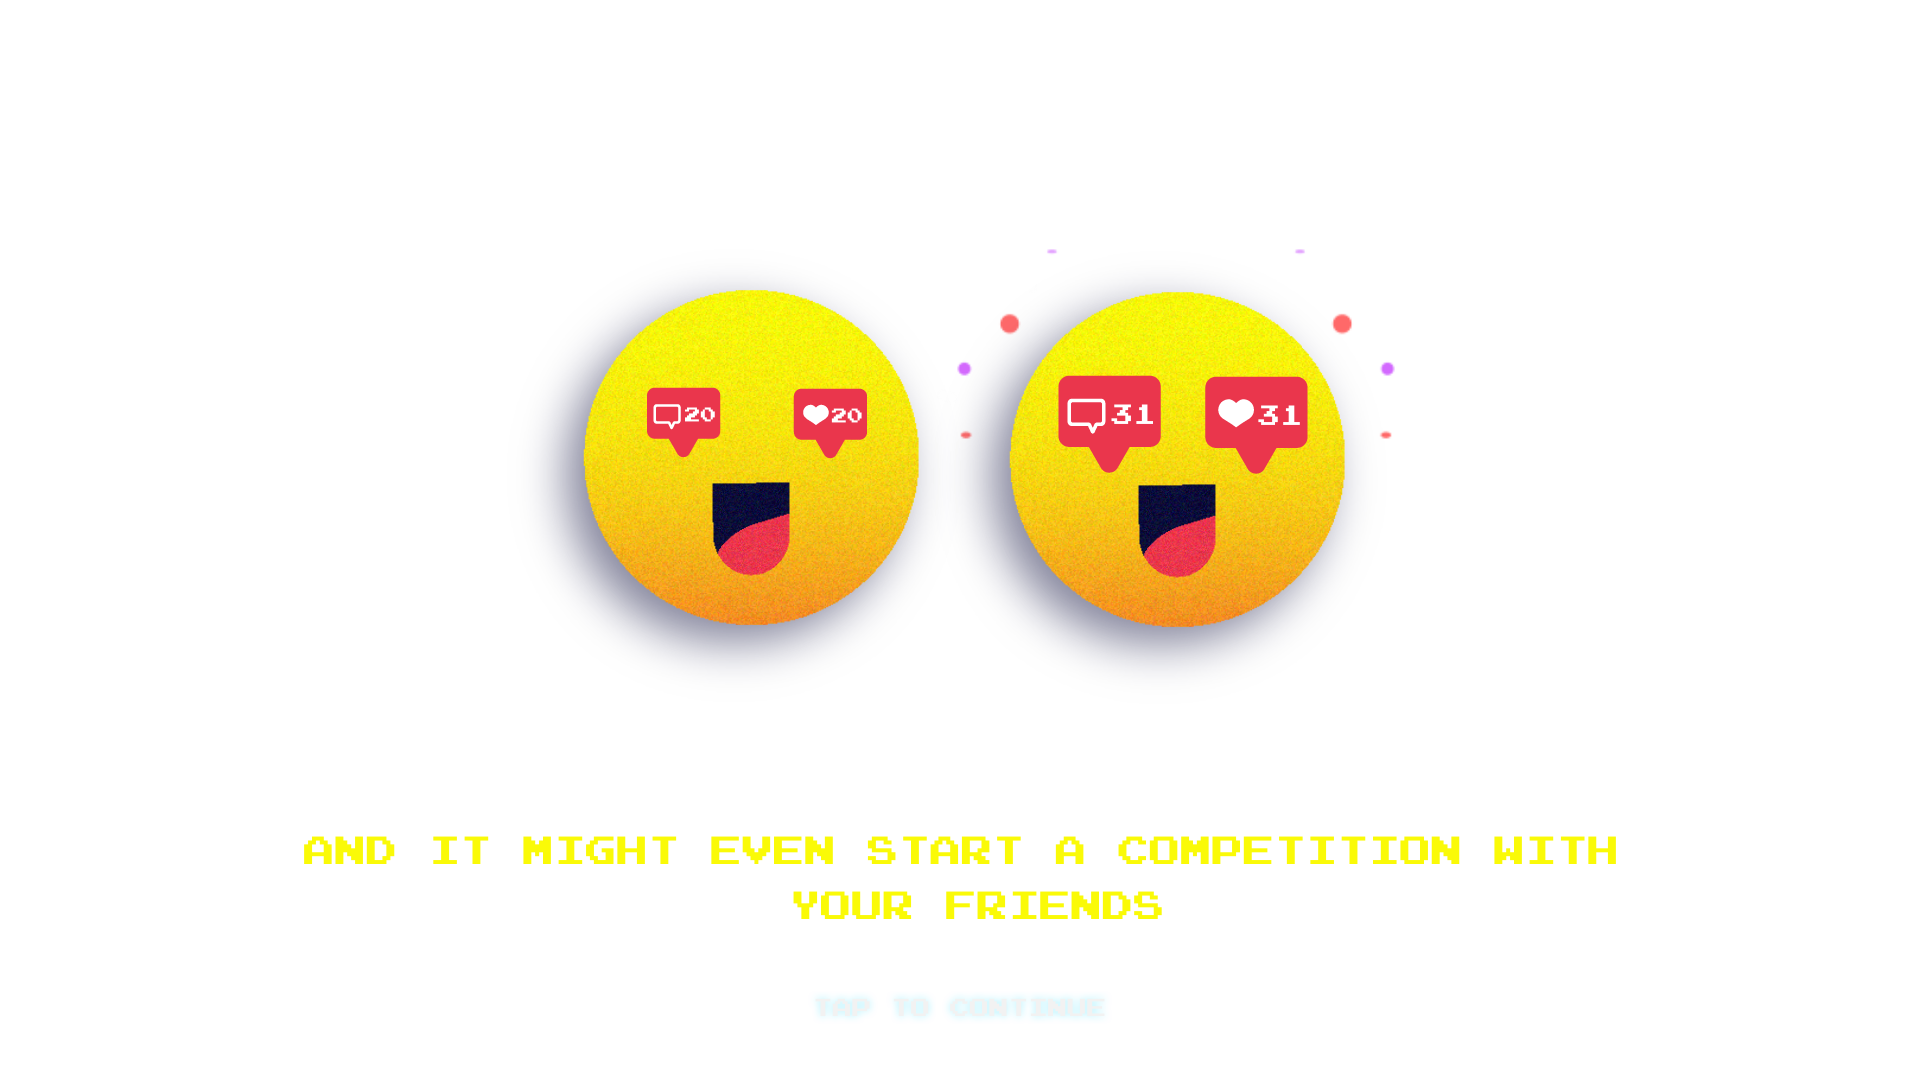 20 20 31 31
AND IT MIGHT EVEN START A COMPETITION WITH
YOUR FRIENDS
TAP TO CONTINUE